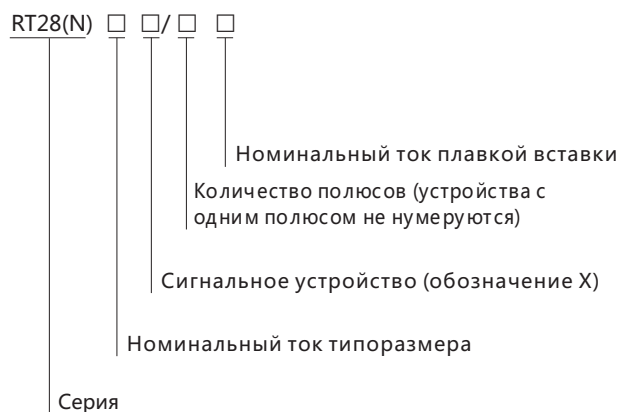 RT28(N) □ □/□ □
Номинальный ток плавкой вставки
Количество полюсов (устройства с
одним полюсом не нумеруются)
Сигнальное устройство (обозначение X)
Номинальный ток типоразмера
Серия